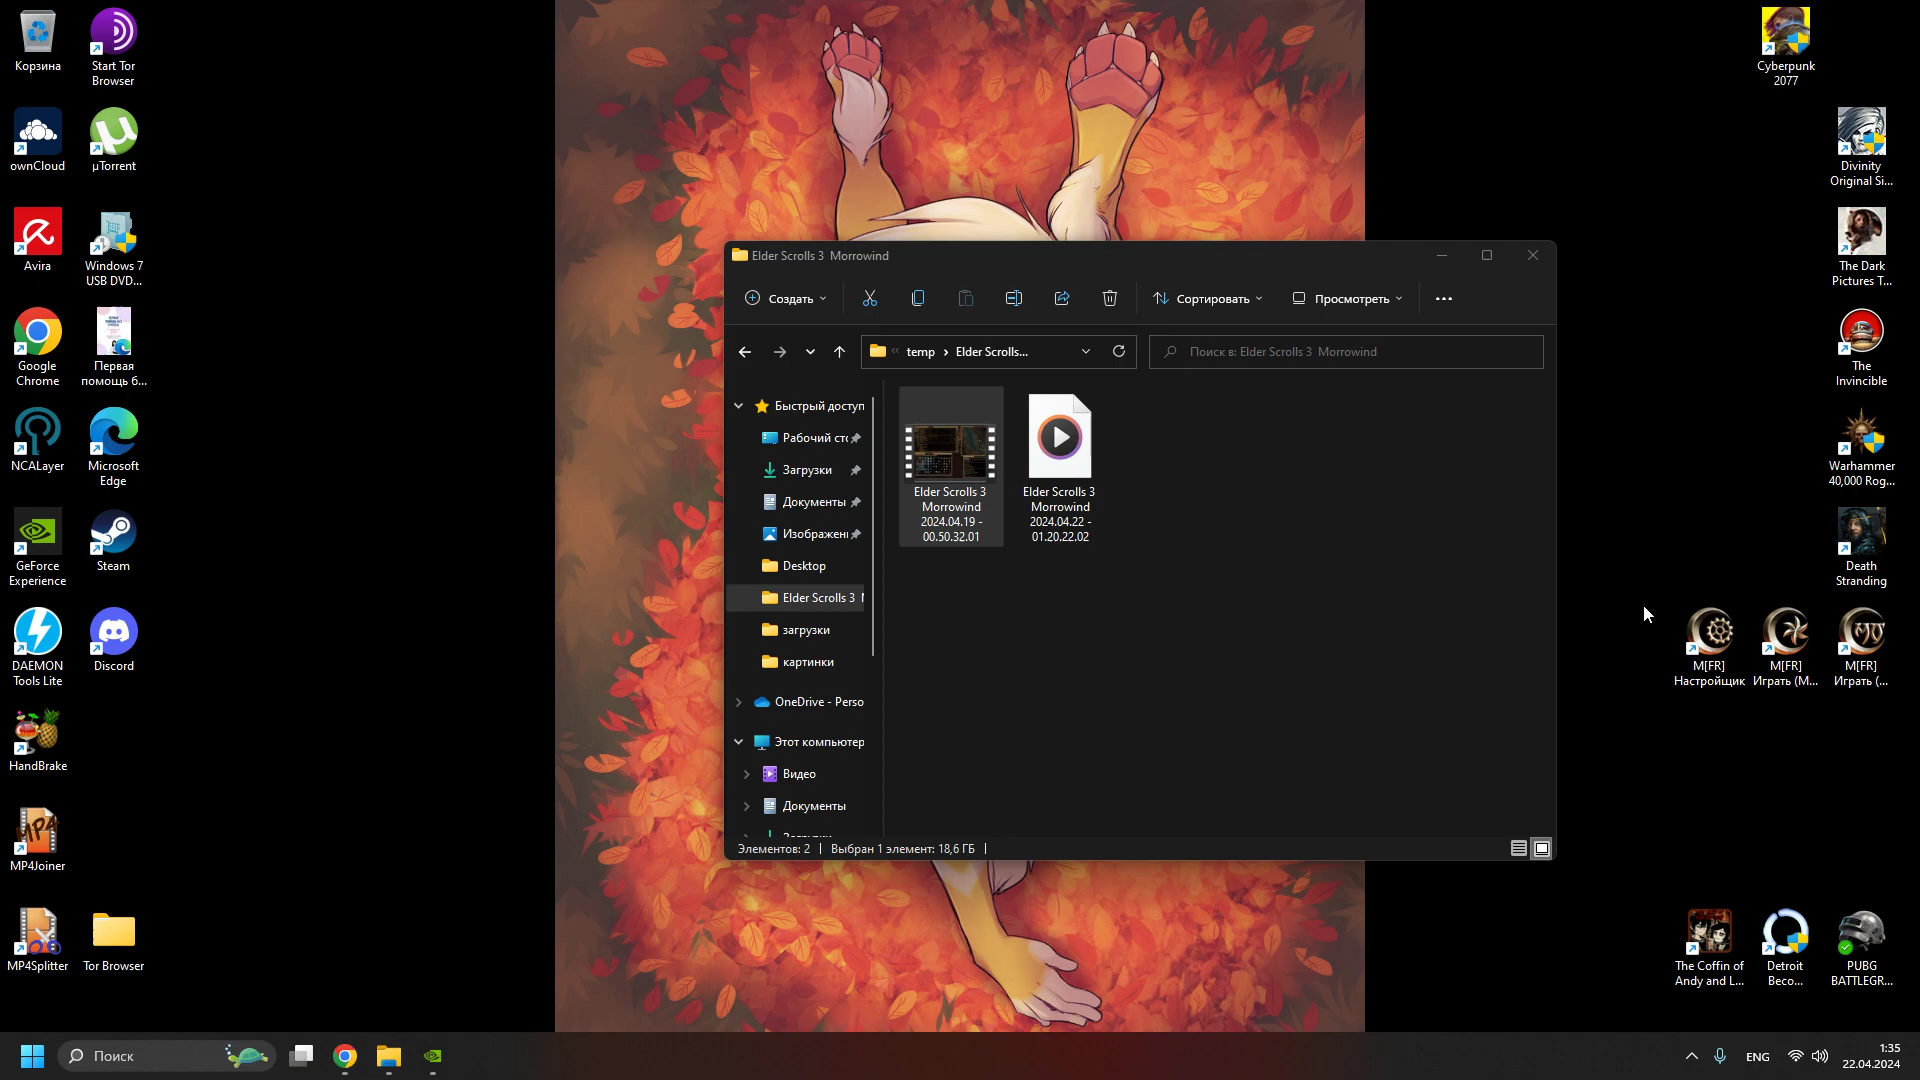 Корзина
Start Tor
Browser
ownCloud
µTorrent
Avira
Windows 7
USB DVD...
Google
Chrome
Первая
помощь б...
NCALayer
Microsoft
Edge
GeForce
Experience
Steam
DAEMON
Tools Lite
Discord
HandBrake
MP4
MP4Joiner
MP4Splitter
Tor Browser
Elder Scrolls 3  Morrowind
Создать
Сортировать
Просмотреть
temp
Elder Scrolls...
Поиск в: Elder Scrolls 3  Morrowind
Быстрый доступ
Рабочий сто
Загрузки
Документы
Изображени
Desktop
Elder Scrolls 3
загрузки
картинки
OneDrive - Perso
Этот компьютер
Видео
Документы
Загрузки
Elder Scrolls 3
Morrowind
2024.04.19 -
00.50.32.01
Elder Scrolls 3
Morrowind
2024.04.22 -
01.20.22.02
Элементов: 2
Выбран 1 элемент: 18,6 ГБ
Cyberpunk
2077
Divinity
Original Si...
The Dark
Pictures T...
The
Invincible
Warhammer
40,000 Rog...
Death
Stranding
M[FR]
Настройщик
M[FR]
Играть (M...
M[FR]
Играть (...
The Coffin of
Andy and L...
Detroit
Beco...
PUBG
BATTLEGR...
Поиск
ENG
1:35
22.04.2024